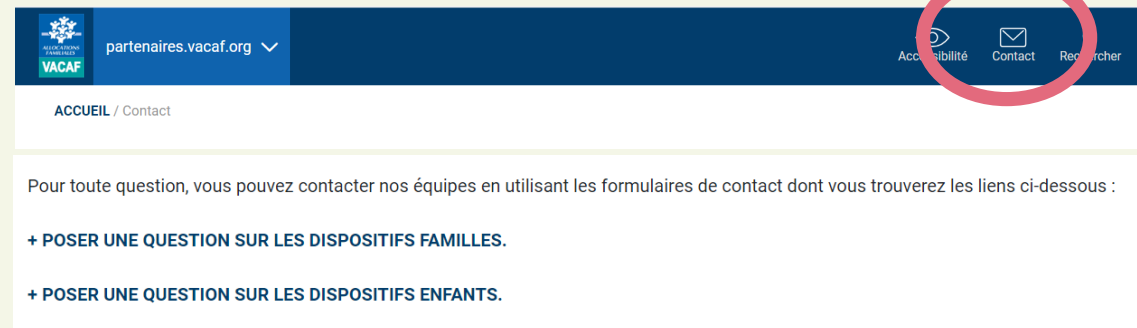 ALLOCATIONS
FAMILIALES
VACAF
partenaires.vacaf.org
Accessibilité
Contact
Rechercher
ACCUEIL / Contact
Pour toute question, vous pouvez contacter nos équipes en utilisant les formulaires de contact dont vous trouverez les liens ci-dessous :
+ POSER UNE QUESTION SUR LES DISPOSITIFS FAMILLES.
+ POSER UNE QUESTION SUR LES DISPOSITIFS ENFANTS.